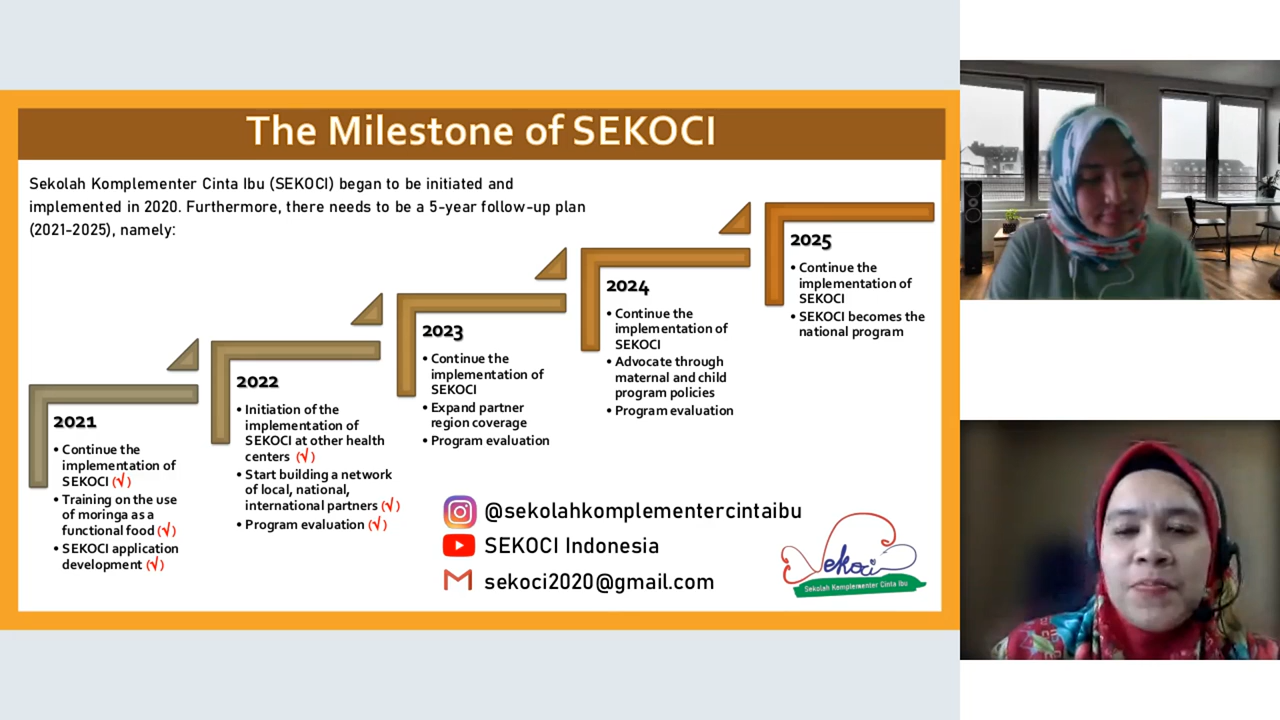 The Milestone of SEKOCI
Sekolah Komplementer Cinta Ibu (SEKOCI) began to be initiated and
implemented in 2020. Furthermore, there needs to be a 5-year follow-up plan
(2021-2025), namely:
2021
• Continue the
implementation of
SEKOCI (√)
• Training on the use
of moringa as a
functional food (√)
• SEKOCI application
development (√)
2022
• Initiation of the
implementation of
SEKOCI at other health
centers (√)
• Start building a network
of local, national,
international partners (√)
• Program evaluation (√)
2023
• Continue the
implementation of
SEKOCI
• Expand partner
region coverage
• Program evaluation
2024
• Continue the
implementation of
SEKOCI
• Advocate through
maternal and child
program policies
• Program evaluation
2025
• Continue the
implementation of
SEKOCI
• SEKOCI becomes the
national program
@sekolahkomplementercintaibu
SEKOCI Indonesia
sekoci2020@gmail.com
Sekoci
Sekolah Komplementer Cinta Ibu